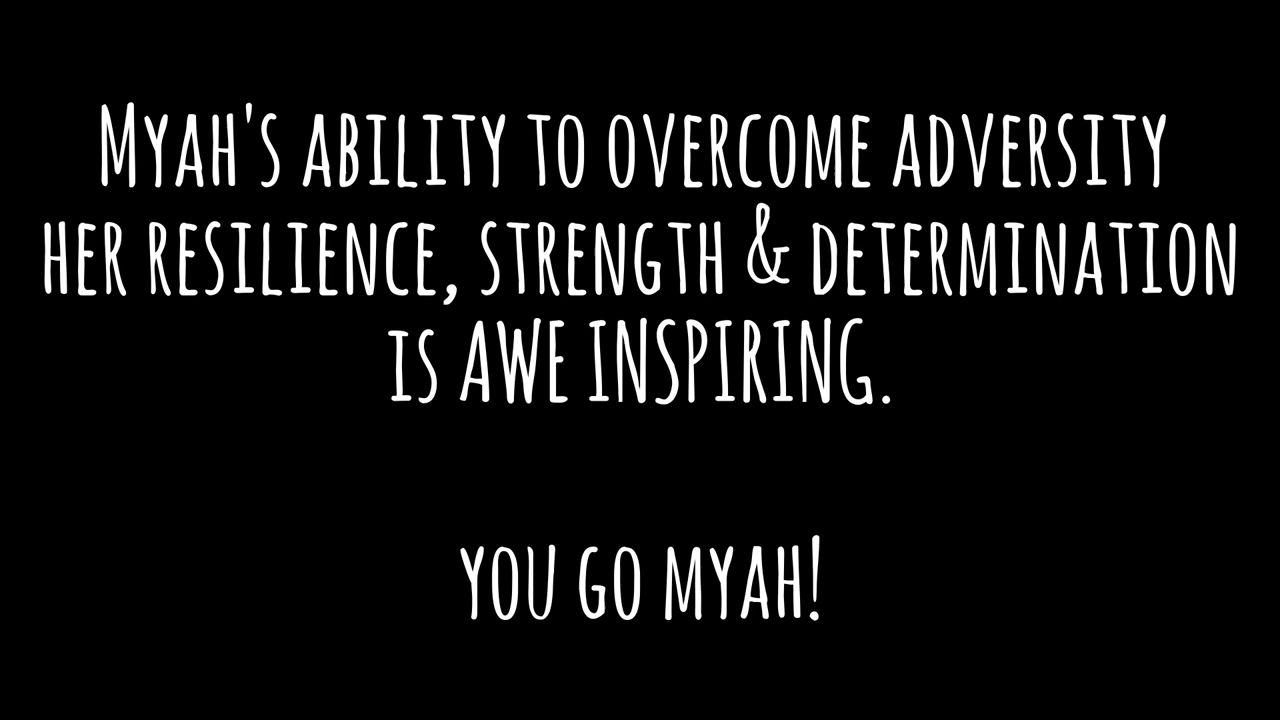 Myah's ability to overcome adversity
her resilience, strength & determination
is AWE INSPIRING.
you go myah!